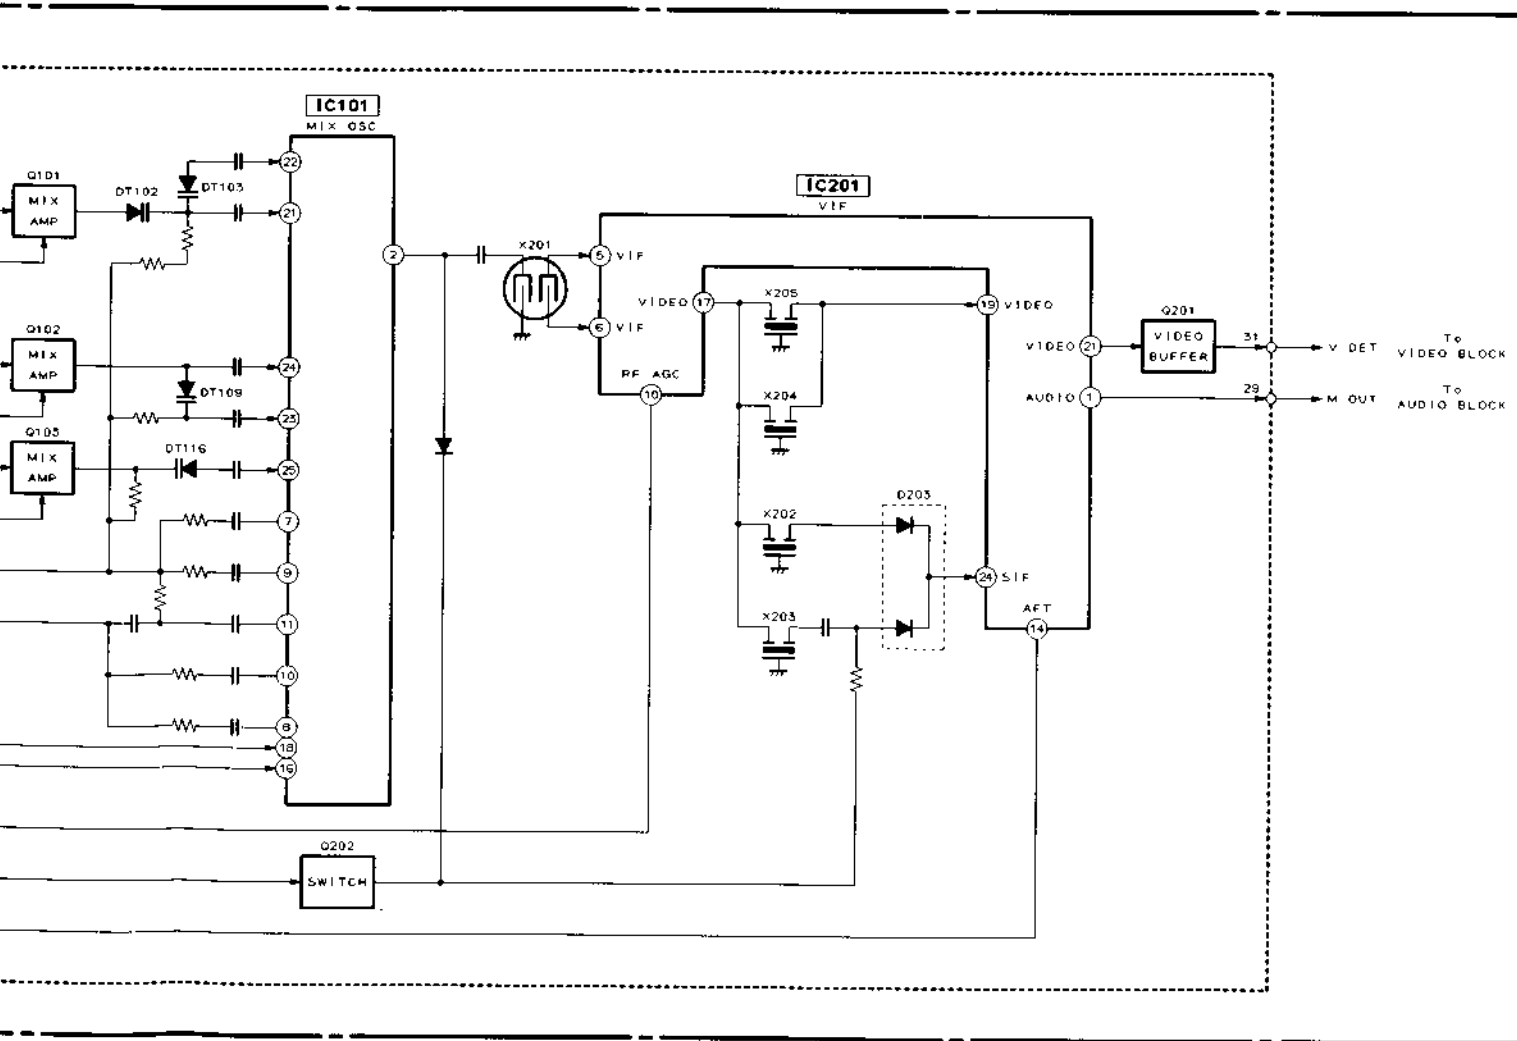 IC101
MIX OSC
22
Q101
MIX
AMP
DT102
DT103
21
IC201
VIF
2
X201
5 VIF
VIDEO 17
X205
19 VIDEO
6 VIF
Q201
VIDEO
BUFFER
VIDEO 21
31
V DET
To
VIDEO BLOCK
Q102
MIX
AMP
24
DT109
23
RF AGC
10
X204
AUDIO 1
29
M OUT
To
AUDIO BLOCK
Q103
MIX
AMP
DT116
25
D203
7
X202
9
24 SIF
11
X203
AFT
14
10
8
18
16
Q202
SWITCH